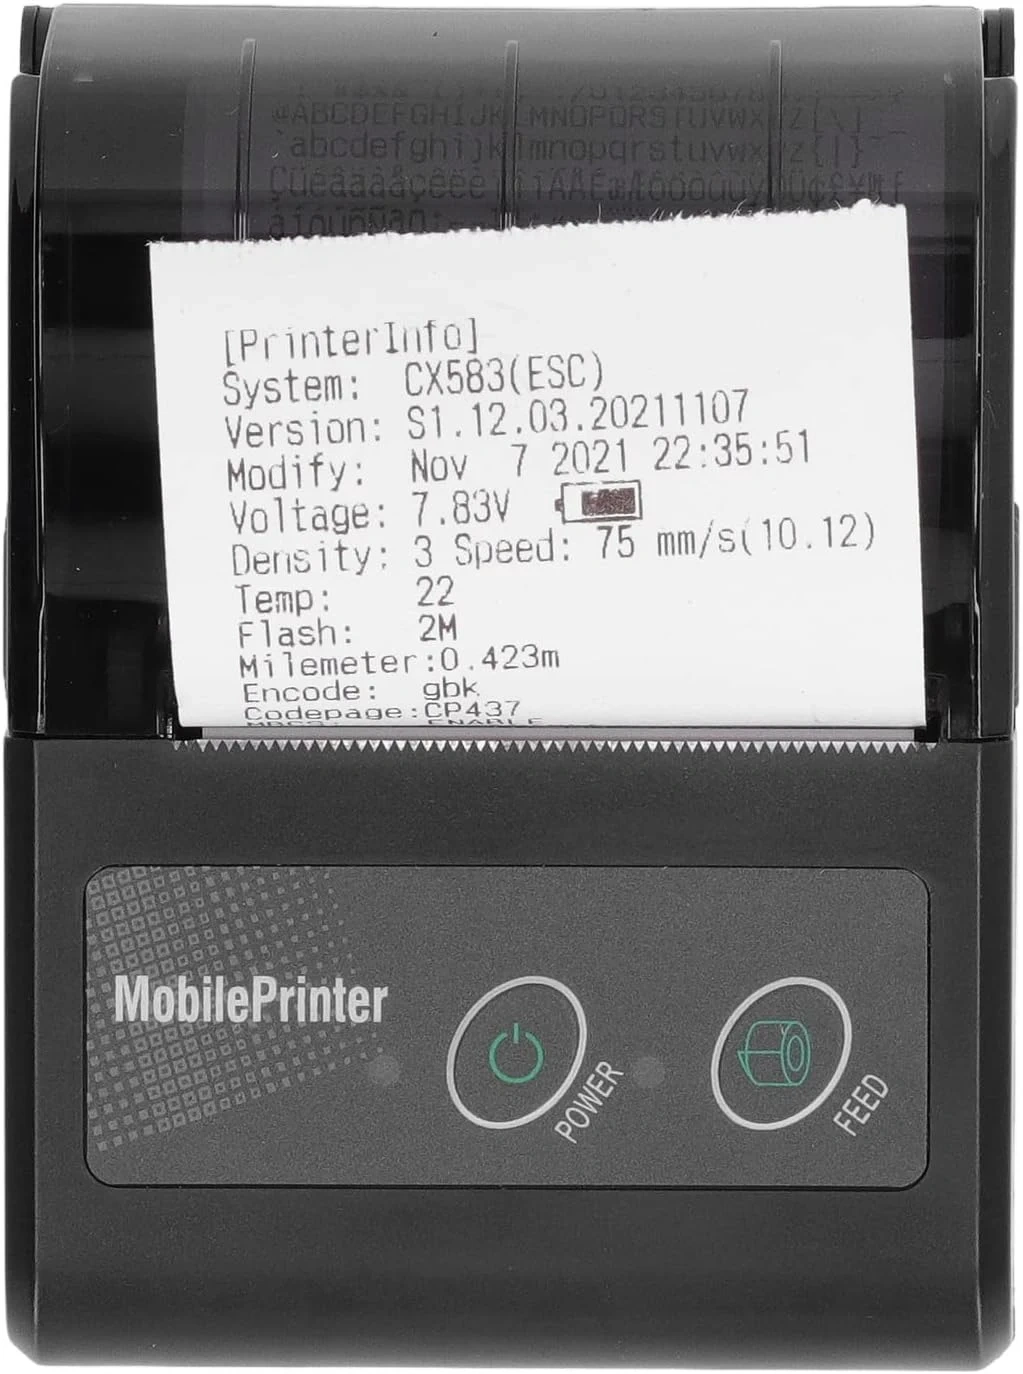 @ABCDEFGHIJKLMNOPQRSTUVWXYZ[\]
`abcdefghijklmnopqrstuvwxyz{|}
[PrinterInfo]
System: CX583(ESC)
Version: S1.12.03.20211107
Modify: Nov 7 2021 22:35:51
Voltage: 7.83V
Density: 3 Speed: 75 mm/s(10.12)
Temp: 22
Flash: 2M
Milemeter:0.423m
Encode: gbk
Codepage:CP437
MobilePrinter
POWER
FEED